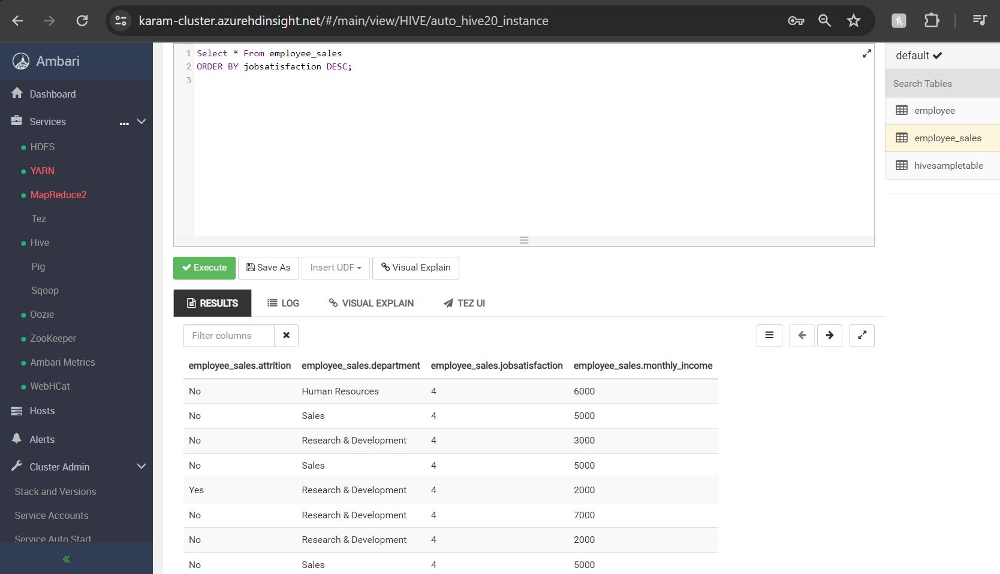 karam-cluster.azurehdinsight.net/#/main/view/HIVE/auto_hive20_instance
Ambari
Dashboard
Services
HDFS
YARN
MapReduce2
Tez
Hive
Pig
Sqoop
Oozie
ZooKeeper
Ambari Metrics
WebHCat
Hosts
Alerts
Cluster Admin
Stack and Versions
Service Accounts
Service Auto Start
1 Select * From employee_sales
2 ORDER BY jobsatisfaction DESC;
3
Execute Save As Insert UDF Visual Explain
RESULTS LOG VISUAL EXPLAIN TEZ UI
Filter columns
employee_sales.attrition employee_sales.department employee_sales.jobsatisfaction employee_sales.monthly_income
No Human Resources 4 6000
No Sales 4 5000
No Research & Development 4 3000
No Sales 4 5000
Yes Research & Development 4 2000
No Research & Development 4 7000
No Research & Development 4 2000
No Sales 4 5000
default
Search Tables
employee
employee_sales
hivesampletable